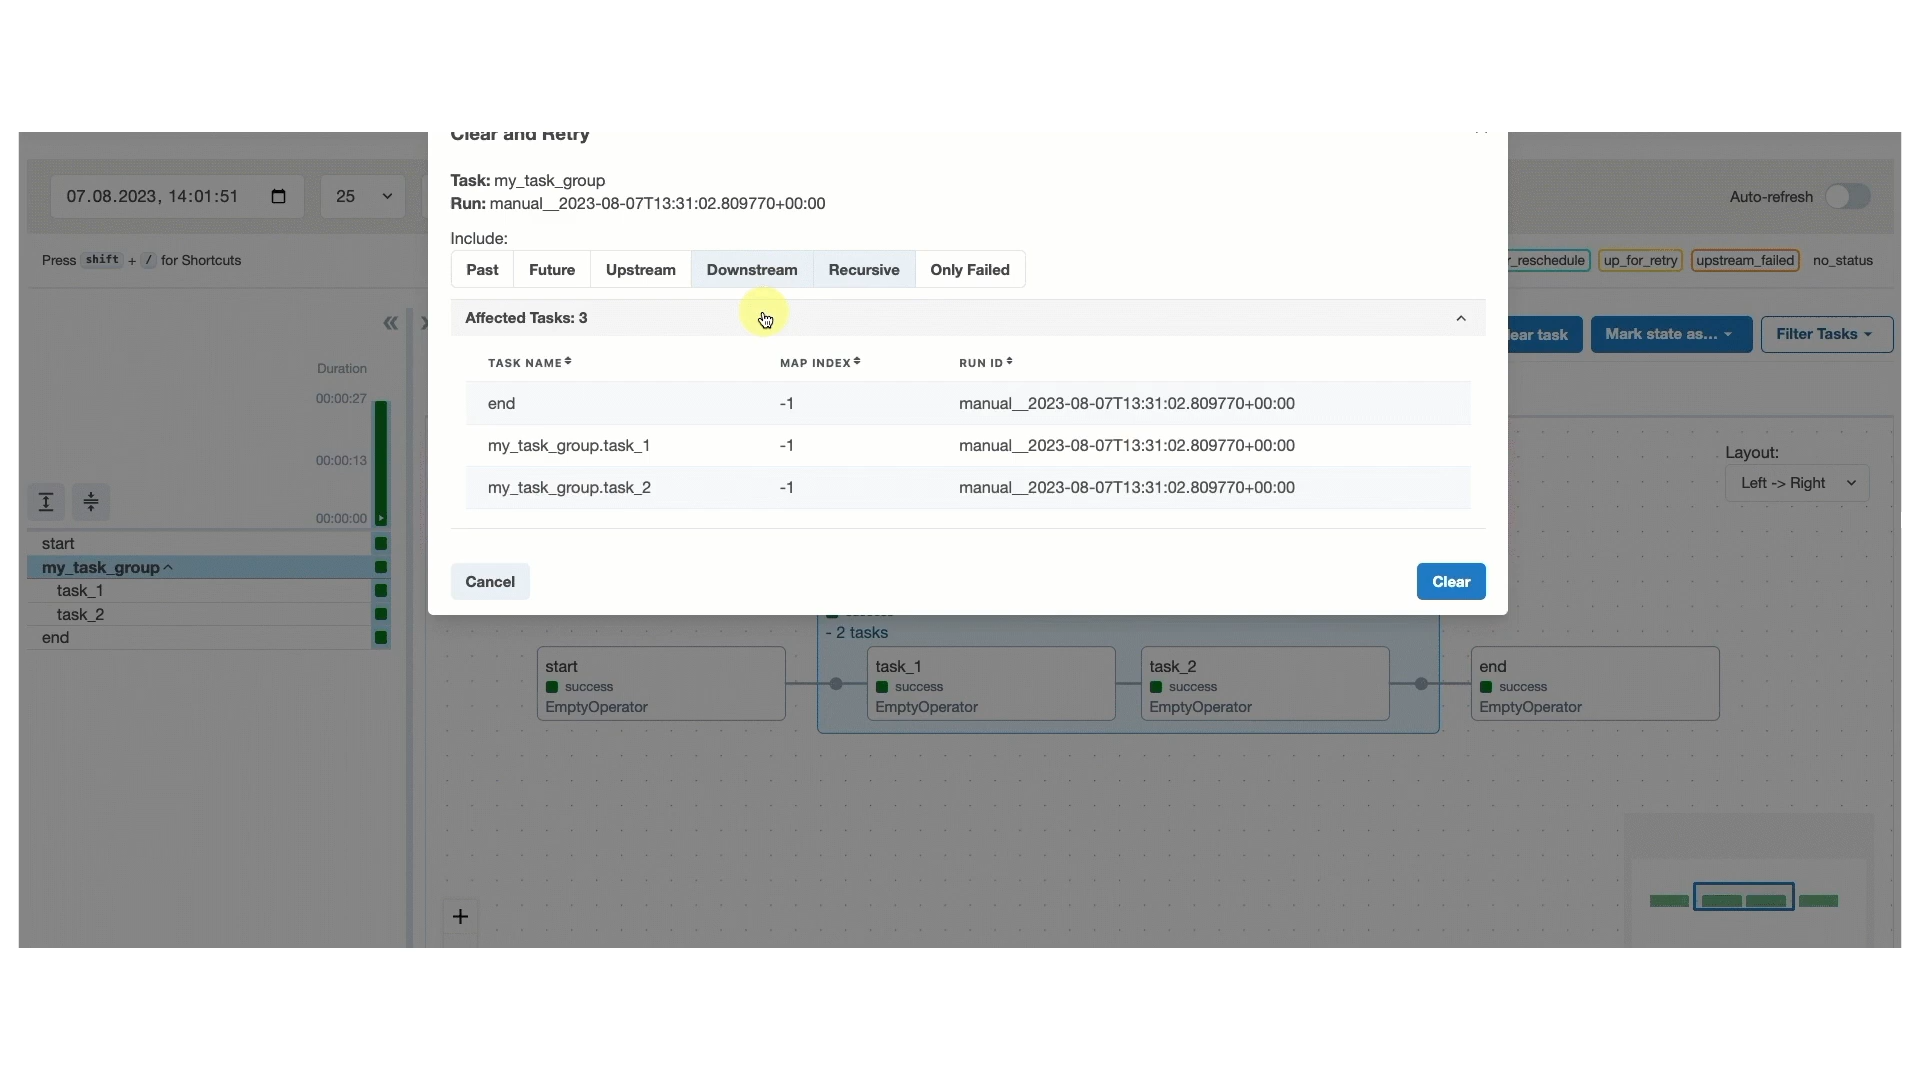 Clear and Retry
07.08.2023, 14:01:51
25
Task: my_task_group
Run: manual__2023-08-07T13:31:02.809770+00:00
Auto-refresh
Include:
Press shift + / for Shortcuts
Past
Future
Upstream
Downstream
Recursive
Only Failed
up_for_retry
upstream_failed
no_status
Affected Tasks: 3
Mark state as...
Filter Tasks
TASK NAME
MAP INDEX
RUN ID
Duration
00:00:27
00:00:13
00:00:00
end
-1
manual__2023-08-07T13:31:02.809770+00:00
my_task_group.task_1
-1
manual__2023-08-07T13:31:02.809770+00:00
my_task_group.task_2
-1
manual__2023-08-07T13:31:02.809770+00:00
Layout:
Left -> Right
start
my_task_group
task_1
task_2
end
Cancel
Clear
- 2 tasks
start
success
EmptyOperator
task_1
success
EmptyOperator
task_2
success
EmptyOperator
end
success
EmptyOperator